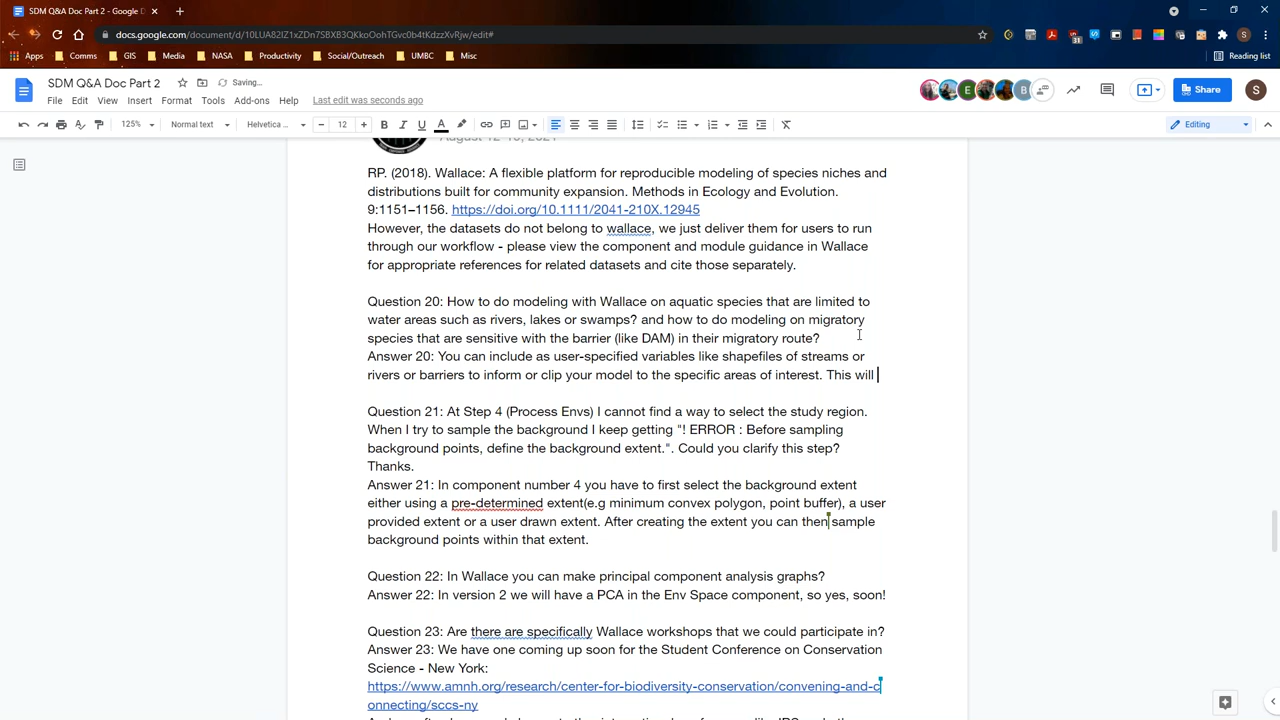 SDM Q&A Doc Part 2 - Google D
docs.google.com/document/d/10LUA82IZ1xZDn7SBXB3QKkoOohTGvc0b4tKdzzXvRjw/edit#
Apps Comms GIS Media NASA Productivity Social/Outreach UMBC Misc Reading list
SDM Q&A Doc Part 2 Saving...
File Edit View Insert Format Tools Add-ons Help Last edit was seconds ago
E B Share S
125% Normal text Helvetica ... 12 B I U A Editing
August 12-
RP. (2018). Wallace: A flexible platform for reproducible modeling of species niches and
distributions built for community expansion. Methods in Ecology and Evolution.
9:1151–1156. https://doi.org/10.1111/2041-210X.12945
However, the datasets do not belong to wallace, we just deliver them for users to run
through our workflow - please view the component and module guidance in Wallace
for appropriate references for related datasets and cite those separately.
Question 20: How to do modeling with Wallace on aquatic species that are limited to
water areas such as rivers, lakes or swamps? and how to do modeling on migratory
species that are sensitive with the barrier (like DAM) in their migratory route?
Answer 20: You can include as user-specified variables like shapefiles of streams or
rivers or barriers to inform or clip your model to the specific areas of interest. This will
Question 21: At Step 4 (Process Envs) I cannot find a way to select the study region.
When I try to sample the background I keep getting "! ERROR : Before sampling
background points, define the background extent.". Could you clarify this step?
Thanks.
Answer 21: In component number 4 you have to first select the background extent
either using a pre-determined extent(e.g minimum convex polygon, point buffer), a user
provided extent or a user drawn extent. After creating the extent you can then sample
background points within that extent.
Question 22: In Wallace you can make principal component analysis graphs?
Answer 22: In version 2 we will have a PCA in the Env Space component, so yes, soon!
Question 23: Are there are specifically Wallace workshops that we could participate in?
Answer 23: We have one coming up soon for the Student Conference on Conservation
Science - New York:
https://www.amnh.org/research/center-for-biodiversity-conservation/convening-and-c
onnecting/sccs-ny